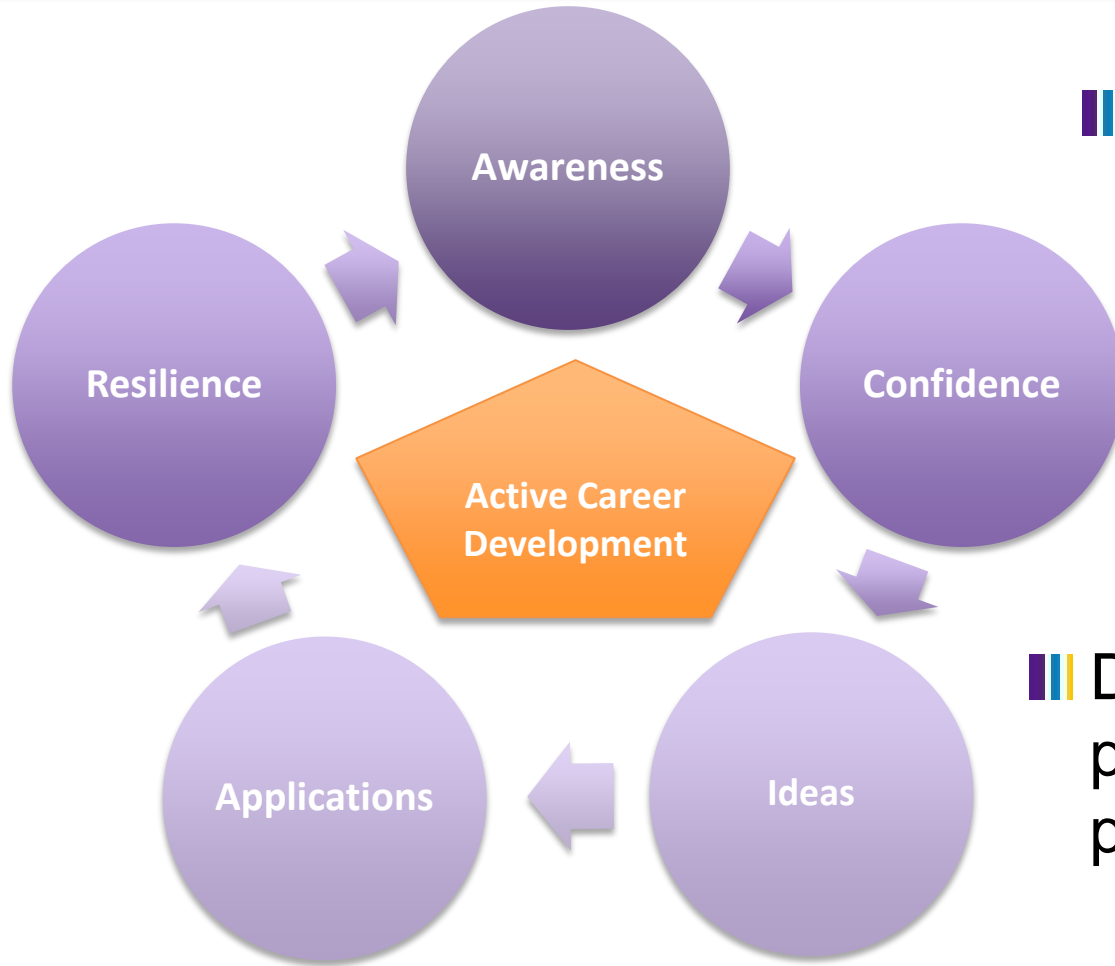 Awareness
Resilience
Confidence
Active Career
Development
Applications
Ideas
D
p
p